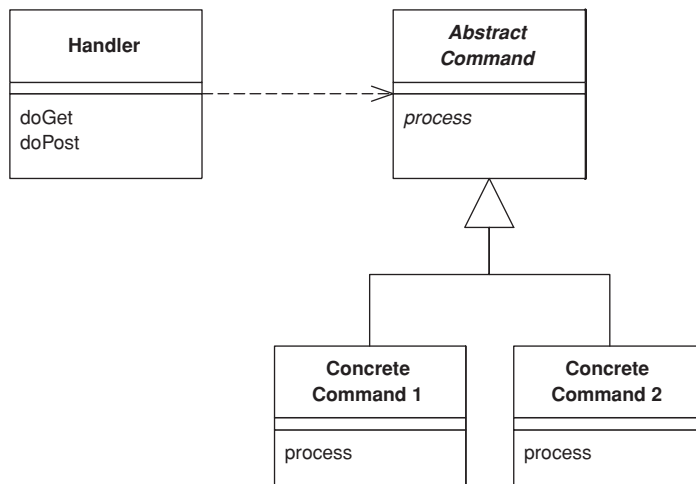 Handler
doGet
doPost
Abstract
Command
process
Concrete
Command 1
process
Concrete
Command 2
process